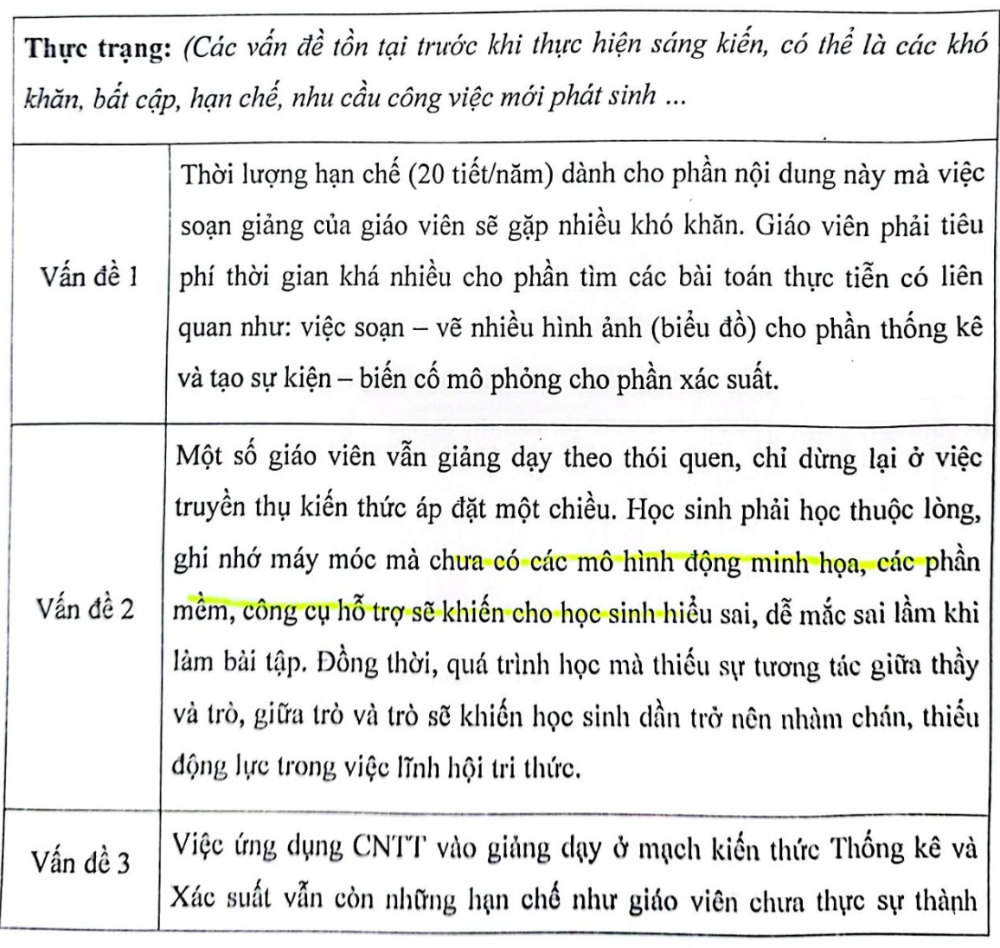 Thực trạng: (Các vấn đề tồn tại trước khi thực hiện sáng kiến, có thể là các khó
khăn, bất cập, hạn chế, nhu cầu công việc mới phát sinh ...
Vấn đề 1
Thời lượng hạn chế (20 tiết/năm) dành cho phần nội dung này mà việc
soạn giảng của giáo viên sẽ gặp nhiều khó khăn. Giáo viên phải tiêu
phí thời gian khá nhiều cho phần tìm các bài toán thực tiễn có liên
quan như: việc soạn – vẽ nhiều hình ảnh (biểu đồ) cho phần thống kê
và tạo sự kiện – biến cố mô phỏng cho phần xác suất.
Vấn đề 2
Một số giáo viên vẫn giảng dạy theo thói quen, chỉ dừng lại ở việc
truyền thụ kiến thức áp đặt một chiều. Học sinh phải học thuộc lòng,
ghi nhớ máy móc mà chưa có các mô hình động minh họa, các phần
mềm, công cụ hỗ trợ sẽ khiến cho học sinh hiểu sai, dễ mắc sai lầm khi
làm bài tập. Đồng thời, quá trình học mà thiếu sự tương tác giữa thầy
và trò, giữa trò và trò sẽ khiến học sinh dần trở nên nhàm chán, thiếu
động lực trong việc lĩnh hội tri thức.
Vấn đề 3
Việc ứng dụng CNTT vào giảng dạy ở mạch kiến thức Thống kê và
Xác suất vẫn còn những hạn chế như giáo viên chưa thực sự thành